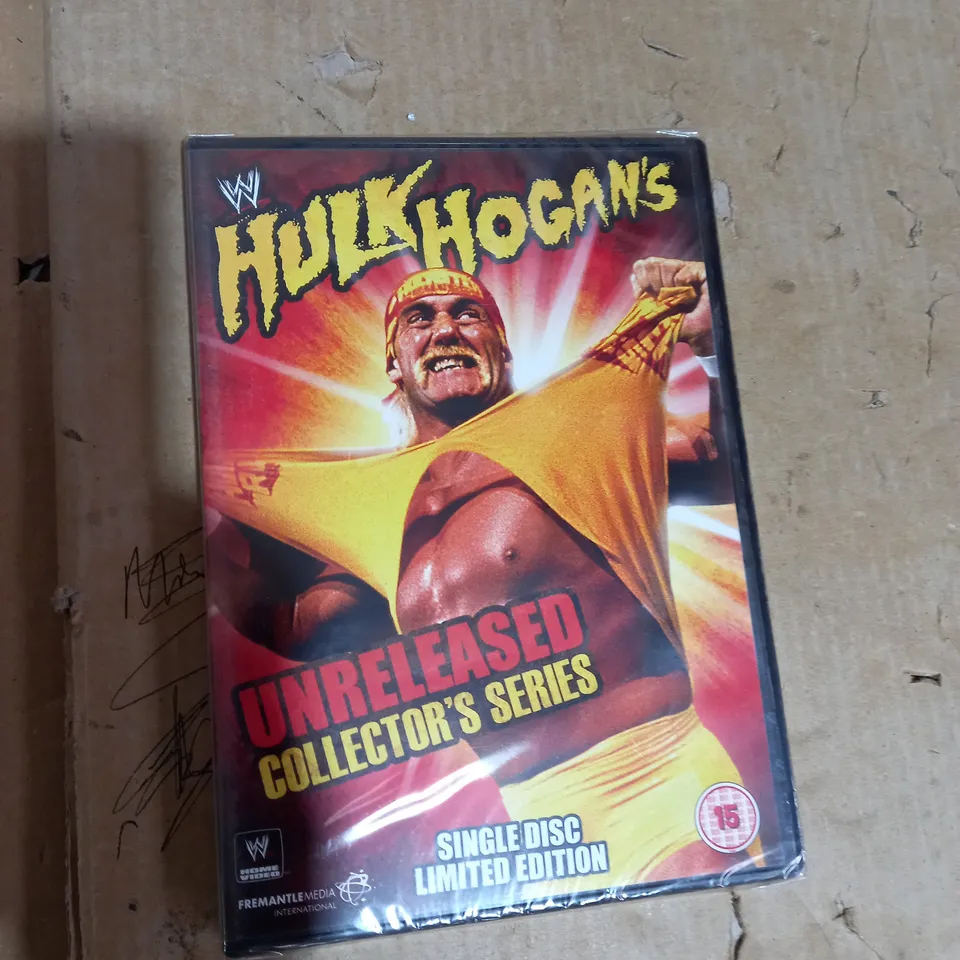 W
HULK HOGAN'S
UNRELEASED
COLLECTOR'S SERIES
SINGLE DISC
LIMITED EDITION
15
W
HOME
VIDEO
FREMANTLEMEDIA
INTERNATIONAL